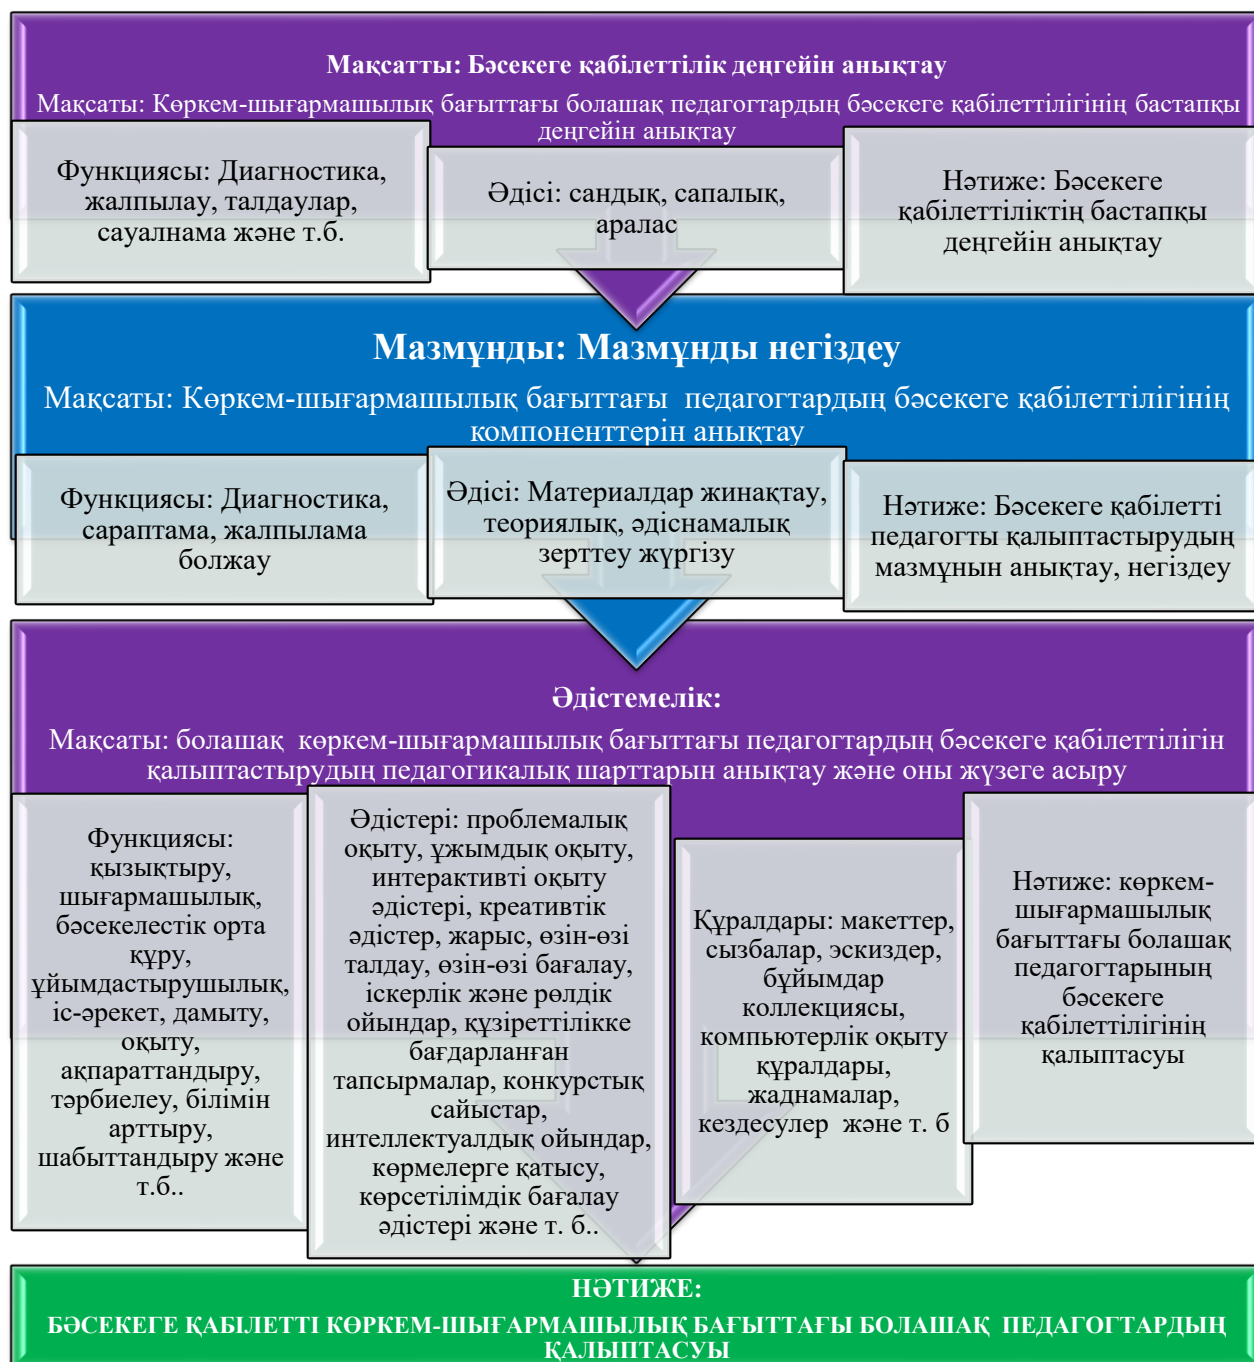 Мақсатты: Бәсекеге қабілеттілік деңгейін анықтау
Мақсаты: Көркем-шығармашылық бағыттағы болашақ педагогтардың бәсекеге қабілеттілігінің бастапқы
деңгейін анықтау
Функциясы: Диагностика,
жалпылау, талдаулар,
сауалнама және т.б.
Әдісі: сандық, сапалық,
аралас
Нәтиже: Бәсекеге
қабілеттіліктің бастапқы
деңгейін анықтау
Мазмұнды: Мазмұнды негіздеу
Мақсаты: Көркем-шығармашылық бағыттағы педагогтардың бәсекеге қабілеттілігінің
компоненттерін анықтау
Функциясы: Диагностика,
сараптама, жалпылама
болжау
Әдісі: Материалдар жинақтау,
теориялық, әдіснамалық
зерттеу жүргізу
Нәтиже: Бәсекеге қабілетті
педагогты қалыптастырудың
мазмұнын анықтау, негіздеу
Әдістемелік:
Мақсаты: болашақ көркем-шығармашылық бағыттағы педагогтардың бәсекеге қабілеттілігін
қалыптастырудың педагогикалық шарттарын анықтау және оны жүзеге асыру
Функциясы:
қызықтыру,
шығармашылық,
бәсекелестік орта
құру,
ұйымдастырушылық,
іс-әрекет, дамыту,
оқыту,
ақпараттандыру,
тәрбиелеу, білімін
арттыру,
шабыттандыру және
т.б..
Әдістері: проблемалық
оқыту, ұжымдық оқыту,
интерактивті оқыту
әдістері, креативтік
әдістер, жарыс, өзін-өзі
талдау, өзін-өзі бағалау,
іскерлік және рөлдік
ойындар, құзіреттілікке
бағдарланған
тапсырмалар, конкурстық
сайыстар,
интеллектуалдық ойындар,
көрмелерге қатысу,
көрсетілімдік бағалау
әдістері және т. б..
Құралдары: макеттер,
сызбалар, эскиздер,
бұйымдар
коллекциясы,
компьютерлік оқыту
құралдары,
жаднамалар,
кездесулер және т. б
Нәтиже: көркем-
шығармашылық
бағыттағы болашақ
педагогтарының
бәсекеге
қабілеттілігінің
қалыптасуы
НӘТИЖЕ:
БӘСЕКЕГЕ ҚАБІЛЕТТІ КӨРКЕМ-ШЫҒАРМАШЫЛЫҚ БАҒЫТТАҒЫ БОЛАШАҚ ПЕДАГОГТАРДЫҢ
ҚАЛЫПТАСУЫ